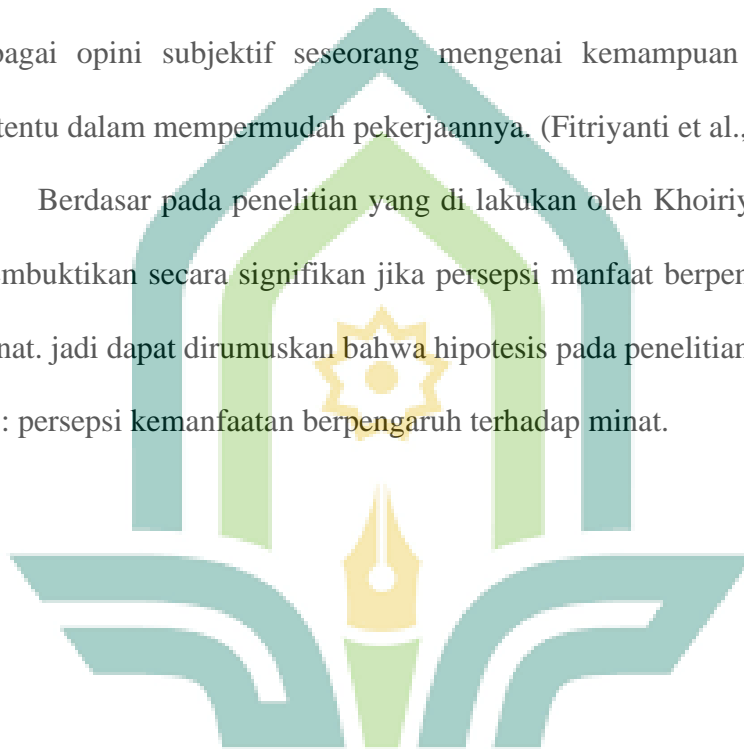 bagai opini subjektif seseorang mengenai kemampuan
tentu dalam mempermudah pekerjaannya. (Fitriyanti et al.,
Berdasar pada penelitian yang di lakukan oleh Khoiriy
mbuktikan secara signifikan jika persepsi manfaat berpen
nat. jadi dapat dirumuskan bahwa hipotesis pada penelitian
: persepsi kemanfaatan berpengaruh terhadap minat.